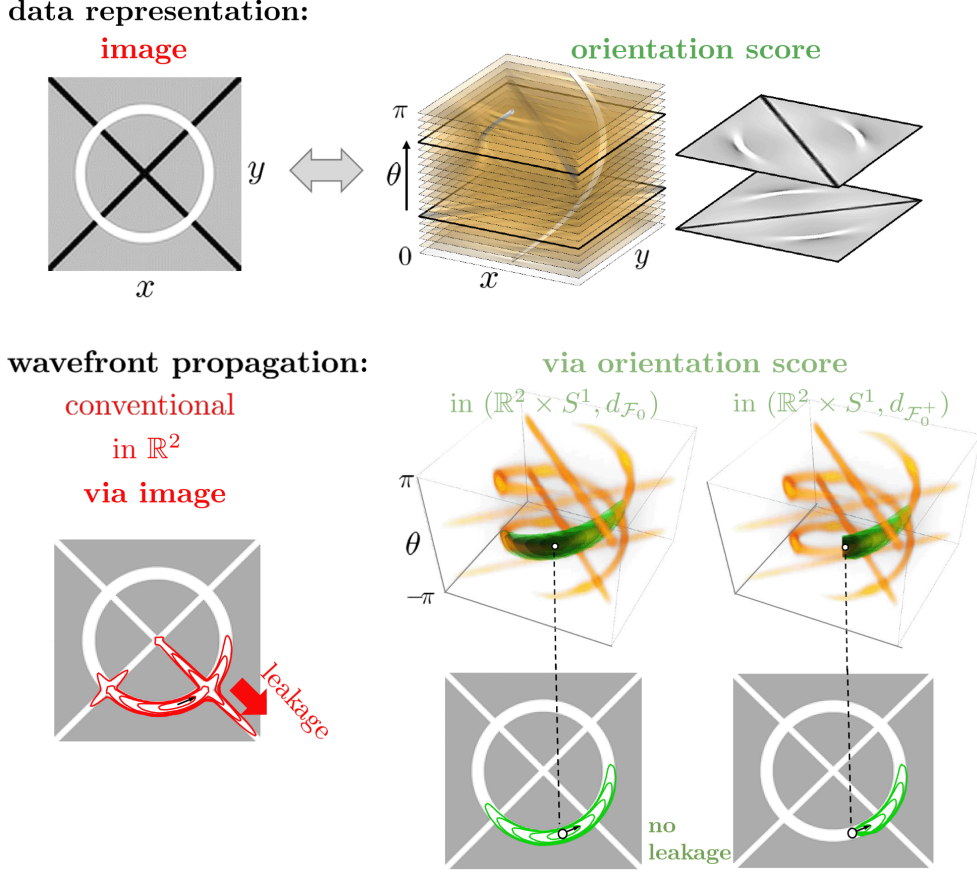 data representation:
image
orientation score
y
x
π
θ
0
x
y
wavefront propagation:
conventional
in ℝ²
via image
via orientation score
in (ℝ² × S¹, d_{𝓕₀})
in (ℝ² × S¹, d_{𝓕₀⁺})
π
θ
−π
leakage
no
leakage